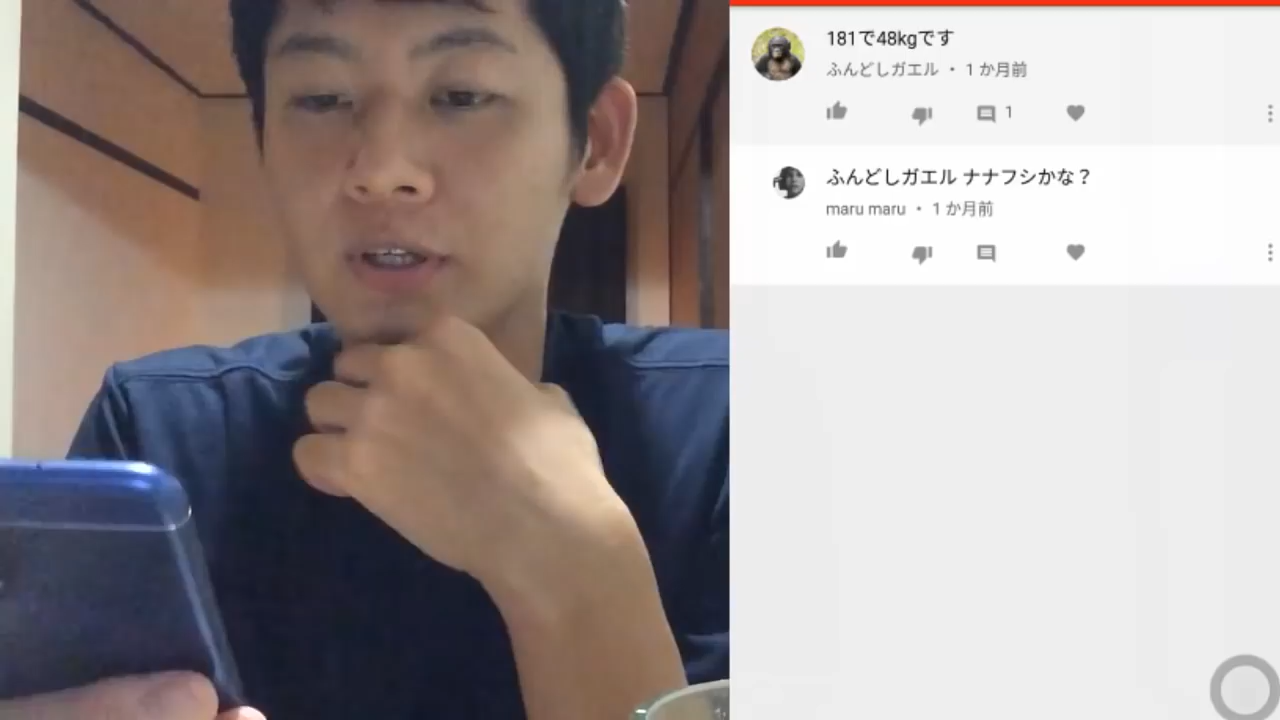 181で48kgです
ふんどしガエル ・ 1 か月前
1
ふんどしガエル ナナフシかな？
maru maru ・ 1 か月前